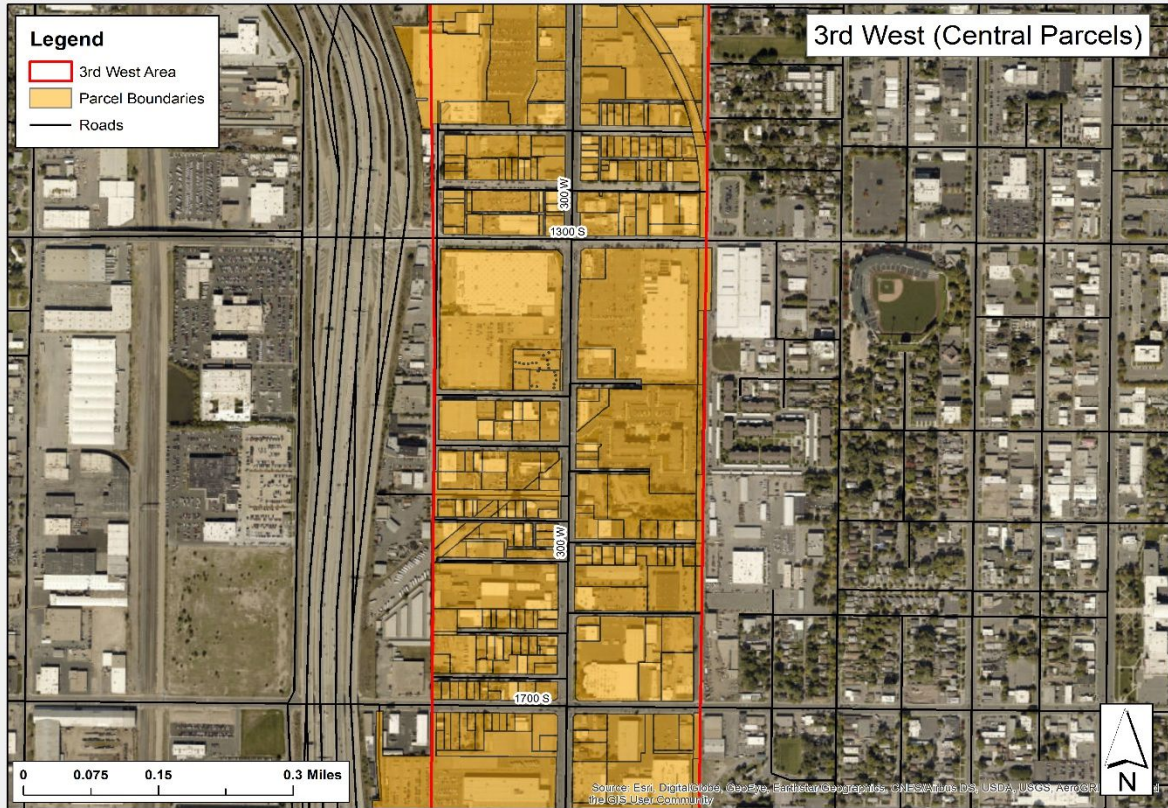 Legend
3rd West Area
Parcel Boundaries
Roads
3rd West (Central Parcels)
300 W
1300 S
300 W
1700 S
0 0.075 0.15 0.3 Miles
N
Source: Esri, DigitalGlobe, GeoEye, Earthstar Geographics, CNES/Airbus DS, USDA, USGS, AeroGRI
the GIS User Community